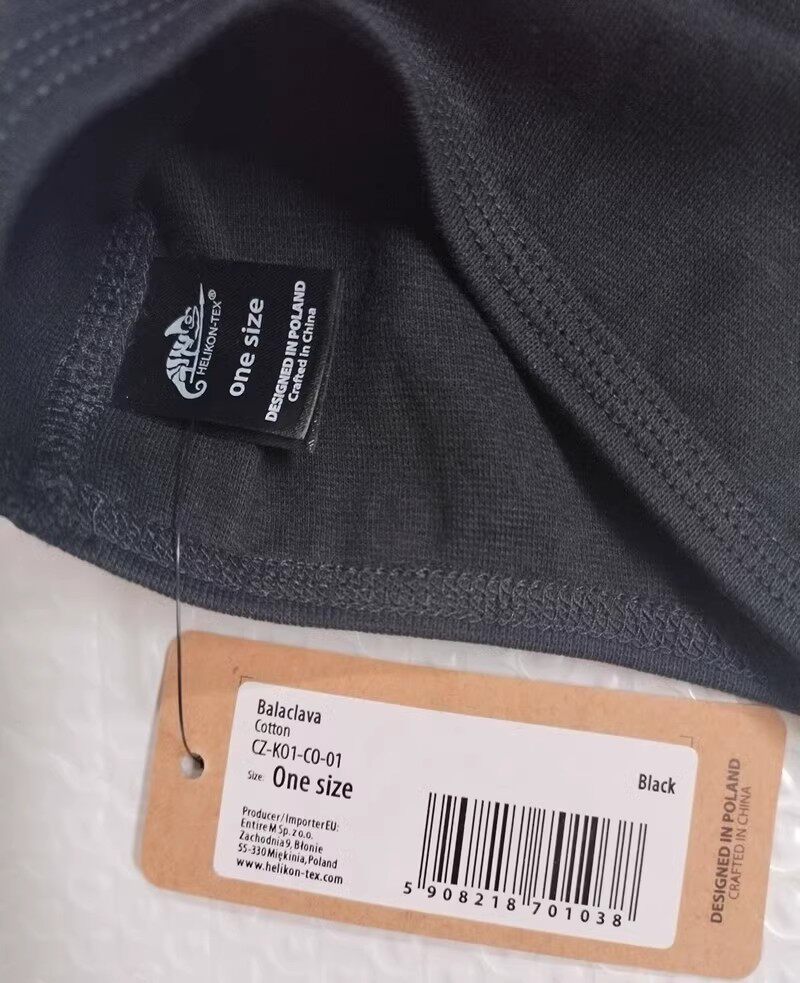 HELIKON-TEX®
one size
DESIGNED IN POLAND
Crafted in China
Balaclava
Cotton
CZ-KO1-CO-01
Size: One size
Black
Producer/Importer EU:
Entire M Sp. z o.o.
Zachodnia 9, Błonie
55-330 Miękinia, Poland
www.helikon-tex.com
5 908218 701038
DESIGNED IN POLAND
CRAFTED IN CHINA